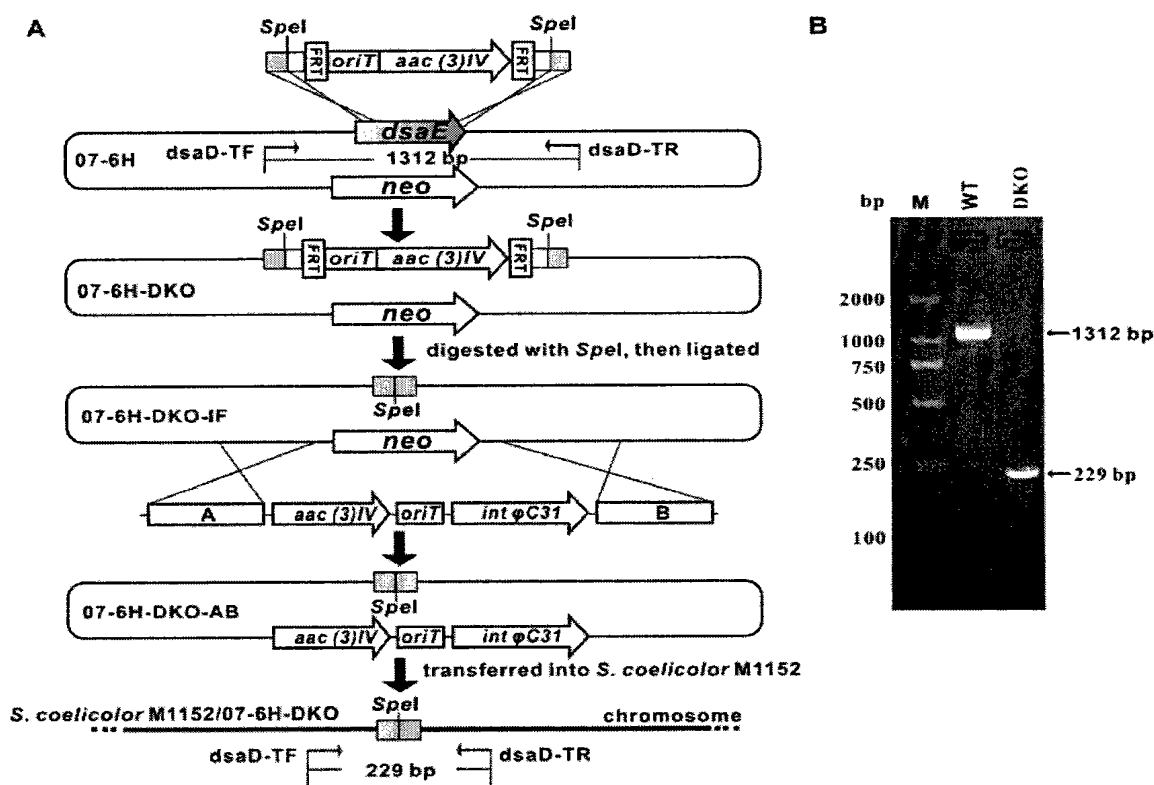 A
SpeI
SpeI
FRT
oriT
aac (3)IV
FRT
dsaE
07-6H
dsaD-TF
1312 bp
dsaD-TR
neo
SpeI
SpeI
FRT
oriT
aac (3)IV
FRT
07-6H-DKO
neo
digested with SpeI, then ligated
07-6H-DKO-IF
SpeI
neo
A
aac (3)IV
oriT
int φC31
B
07-6H-DKO-AB
SpeI
aac (3)IV
oriT
int φC31
transferred into S. coelicolor M1152
SpeI
S. coelicolor M1152/07-6H-DKO
chromosome
dsaD-TF
229 bp
dsaD-TR
B
bp
M
WT
DKO
2000
1000
750
500
250
100
1312 bp
229 bp